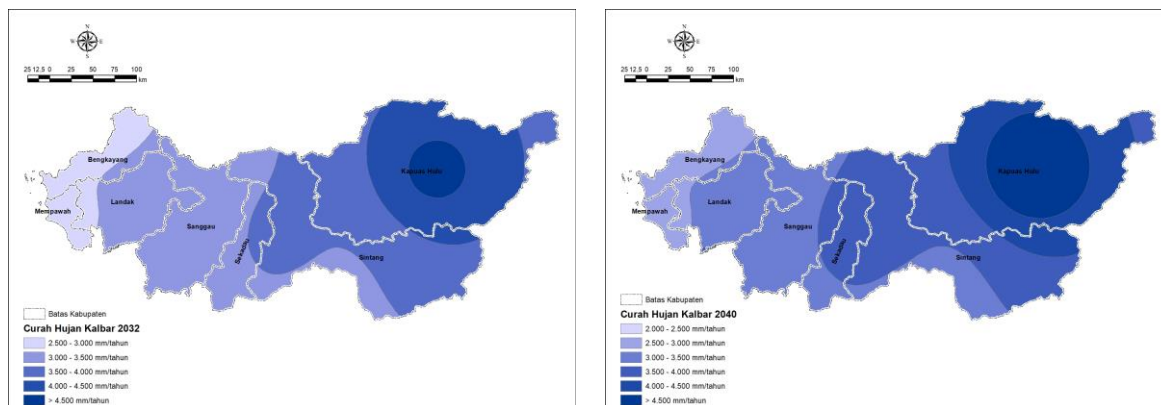 N
W E
S
25 12,5 0 25 50 75 100
km
Bengkayang
Mempawah
Landak
Sanggau
Sekadau
Sintang
Kapuas Hulu
Batas Kabupaten
Curah Hujan Kalbar 2032
2.500 - 3.000 mm/tahun
3.000 - 3.500 mm/tahun
3.500 - 4.000 mm/tahun
4.000 - 4.500 mm/tahun
> 4.500 mm/tahun
N
W E
S
25 12,5 0 25 50 75 100
km
Bengkayang
Mempawah
Landak
Sanggau
Sekadau
Sintang
Kapuas Hulu
Batas Kabupaten
Curah Hujan Kalbar 2040
2.000 - 2.500 mm/tahun
2.500 - 3.000 mm/tahun
3.000 - 3.500 mm/tahun
3.500 - 4.000 mm/tahun
4.000 - 4.500 mm/tahun
> 4.500 mm/tahun